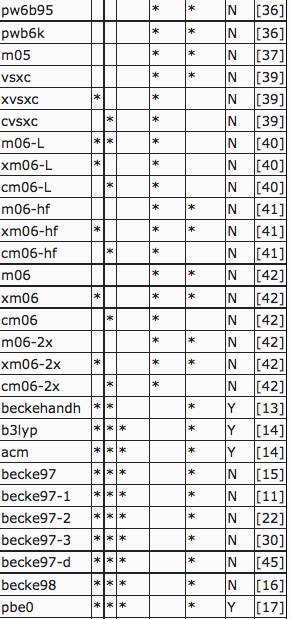 pw6b95 * * N [36]
pwb6k * * N [36]
m05 * * N [37]
vsxc * * N [39]
xvsxc * * N [39]
cvsxc * * N [39]
m06-L * * * N [40]
xm06-L * * N [40]
cm06-L * * N [40]
m06-hf * * N [41]
xm06-hf * * * N [41]
cm06-hf * * N [41]
m06 * * N [42]
xm06 * * * N [42]
cm06 * * N [42]
m06-2x * * N [42]
xm06-2x * * * N [42]
cm06-2x * * N [42]
beckehandh * * * Y [13]
b3lyp * * * * Y [14]
acm * * * * Y [14]
becke97 * * * * N [15]
becke97-1 * * * * N [11]
becke97-2 * * * * N [22]
becke97-3 * * * * N [30]
becke97-d * * * * N [45]
becke98 * * * * N [16]
pbe0 * * * * Y [17]